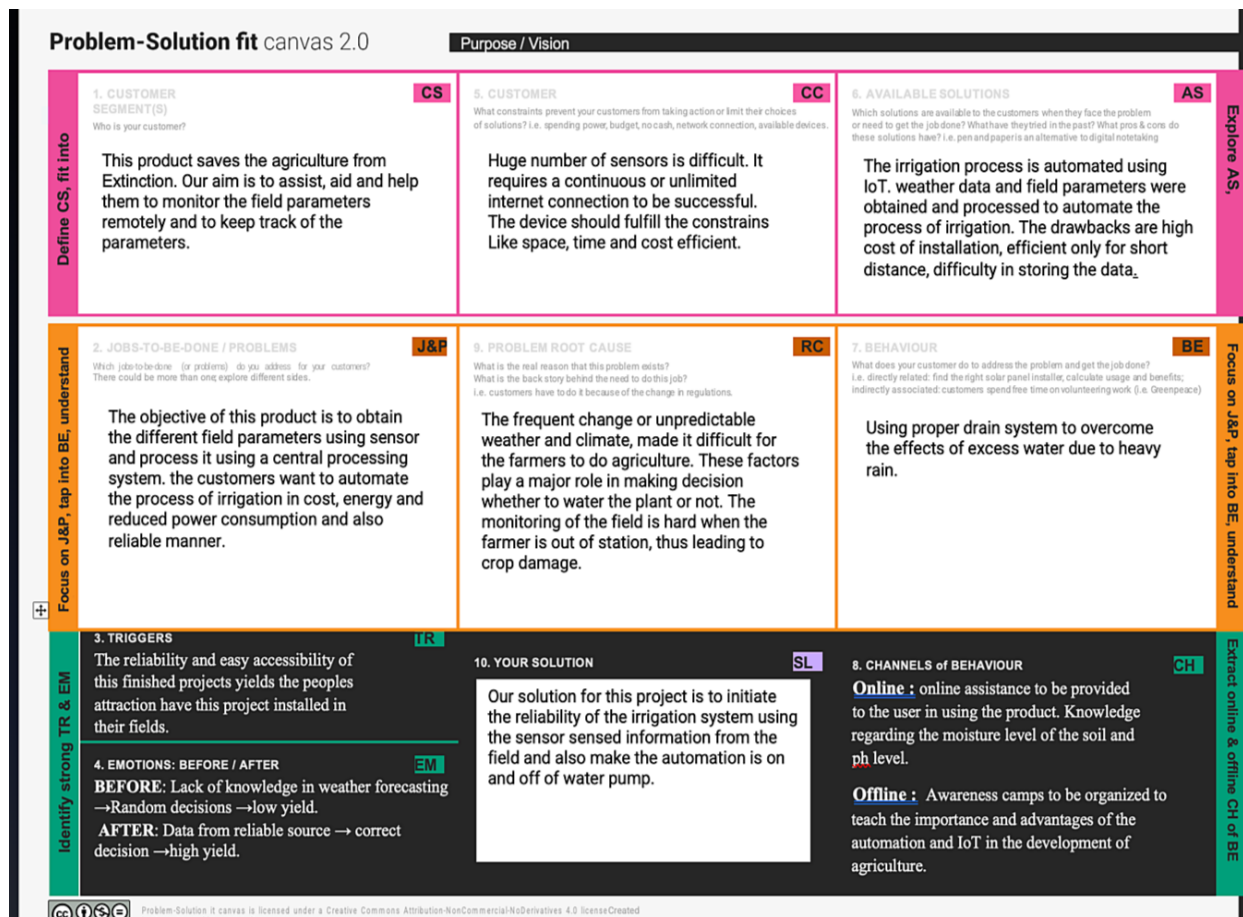 Problem-Solution fit canvas 2.0
Purpose / Vision
Define CS, fit into
1. CUSTOMER
SEGMENT(S)
CS
Who is your customer?
This product saves the agriculture from
Extinction. Our aim is to assist, aid and help
them to monitor the field parameters
remotely and to keep track of the
parameters.
5. CUSTOMER
CC
What constraints prevent your customers from taking action or limit their choices
of solutions? i.e. spending power, budget, no cash, network connection, available devices.
Huge number of sensors is difficult. It
requires a continuous or unlimited
internet connection to be successful.
The device should fulfill the constrains
Like space, time and cost efficient.
6. AVAILABLE SOLUTIONS
AS
Which solutions are available to the customers when they face the problem
or need to get the job done? What have they tried in the past? What pros & cons do
these solutions have? i.e. pen and paper is an alternative to digital notetaking
The irrigation process is automated using
IoT. weather data and field parameters were
obtained and processed to automate the
process of irrigation. The drawbacks are high
cost of installation, efficient only for short
distance, difficulty in storing the data.
Explore AS,
Focus on J&P, tap into BE, understand
2. JOBS-TO-BE-DONE / PROBLEMS
J&P
Which jobs-to-be-done (or problems) do you address for your customers?
There could be more than one; explore different sides.
The objective of this product is to obtain
the different field parameters using sensor
and process it using a central processing
system. the customers want to automate
the process of irrigation in cost, energy and
reduced power consumption and also
reliable manner.
9. PROBLEM ROOT CAUSE
RC
What is the real reason that this problem exists?
What is the back story behind the need to do this job?
i.e. customers have to do it because of the change in regulations.
The frequent change or unpredictable
weather and climate, made it difficult for
the farmers to do agriculture. These factors
play a major role in making decision
whether to water the plant or not. The
monitoring of the field is hard when the
farmer is out of station, thus leading to
crop damage.
7. BEHAVIOUR
BE
What does your customer do to address the problem and get the job done?
i.e. directly related: find the right solar panel installer, calculate usage and benefits;
indirectly associated: customers spend free time on volunteering work (i.e. Greenpeace)
Using proper drain system to overcome
the effects of excess water due to heavy
rain.
Focus on J&P, tap into BE, understand
Identify strong TR & EM
3. TRIGGERS
TR
The reliability and easy accessibility of
this finished projects yields the peoples
attraction have this project installed in
their fields.
4. EMOTIONS: BEFORE / AFTER
EM
BEFORE: Lack of knowledge in weather forecasting
→Random decisions →low yield.
AFTER: Data from reliable source → correct
decision →high yield.
10. YOUR SOLUTION
SL
Our solution for this project is to initiate
the reliability of the irrigation system using
the sensor sensed information from the
field and also make the automation is on
and off of water pump.
8. CHANNELS of BEHAVIOUR
CH
Online : online assistance to be provided
to the user in using the product. Knowledge
regarding the moisture level of the soil and
ph level.
Offline : Awareness camps to be organized to
teach the importance and advantages of the
automation and IoT in the development of
agriculture.
Extract online & offline CH of BE
Problem-Solution it canvas is licensed under a Creative Commons Attribution-NonCommercial-NoDerivatives 4.0 licenseCreated